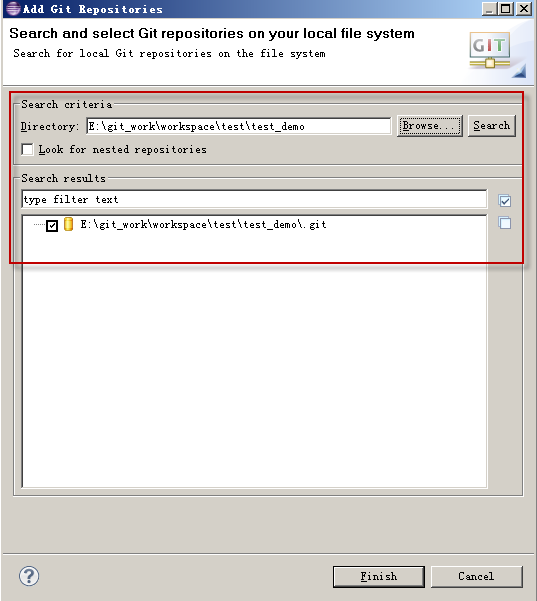 Add Git Repositories
Search and select Git repositories on your local file system
Search for local Git repositories on the file system
GIT
Search criteria
Directory: E:\git_work\workspace\test\test_demo Browse... Search
Look for nested repositories
Search results
type filter text
E:\git_work\workspace\test\test_demo\.git
?
Finish Cancel